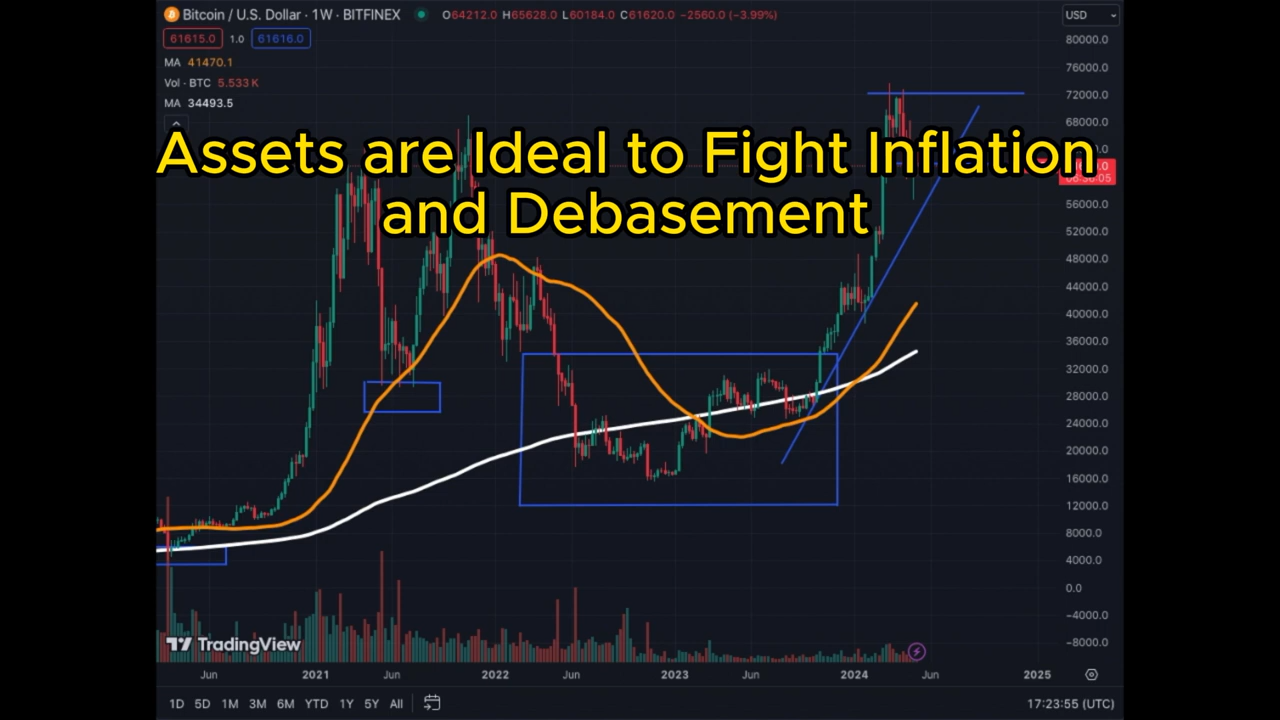 Bitcoin / U.S. Dollar · 1W · BITFINEX O64212.0 H65628.0 L60184.0 C61620.0 −2560.0 (−3.99%) USD
61615.0 1.0 61616.0
MA 41470.1
Vol · BTC 5.533 K
MA 34493.5
Assets are Ideal to Fight Inflation
and Debasement
80000.0
76000.0
72000.0
68000.0
56000.0
52000.0
48000.0
44000.0
40000.0
36000.0
32000.0
28000.0
24000.0
20000.0
16000.0
12000.0
8000.0
4000.0
0.0
−4000.0
−8000.0
TradingView
Jun 2021 Jun 2022 Jun 2023 Jun 2024 Jun 2025
1D 5D 1M 3M 6M YTD 1Y 5Y All 17:23:55 (UTC)